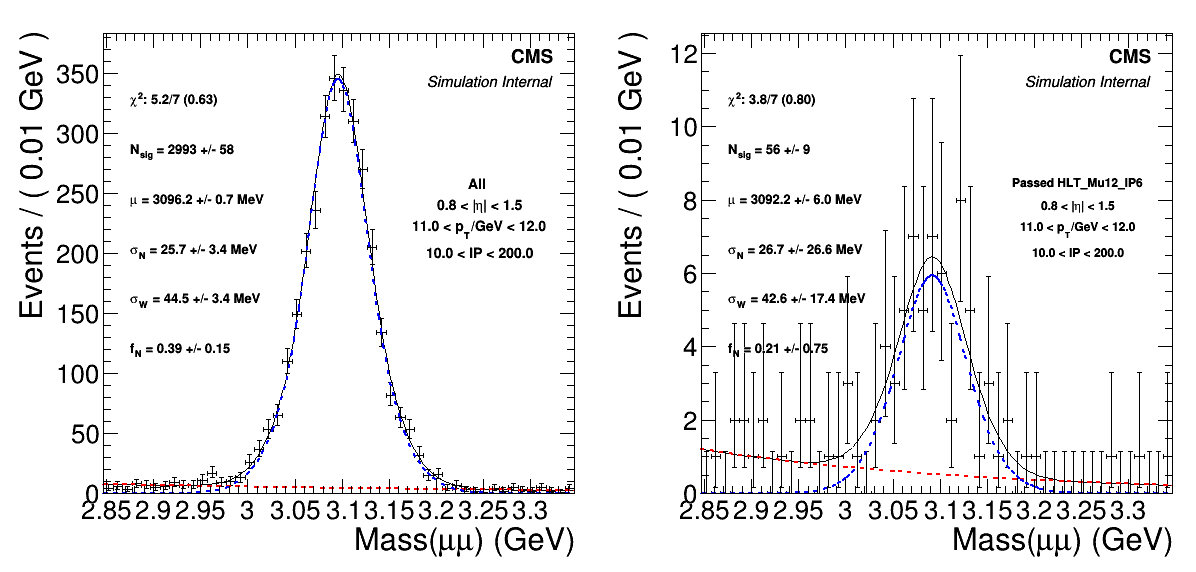 Events / ( 0.01 GeV )
350
300
250
200
150
100
50
0
CMS
Simulation Internal
χ²: 5.2/7 (0.63)
N_sig = 2993 +/- 58
μ = 3096.2 +/- 0.7 MeV
σ_N = 25.7 +/- 3.4 MeV
σ_W = 44.5 +/- 3.4 MeV
f_N = 0.39 +/- 0.15
All
0.8 < |η| < 1.5
11.0 < p_T/GeV < 12.0
10.0 < IP < 200.0
2.85 2.9 2.95 3 3.05 3.1 3.15 3.2 3.25 3.3
Mass(μμ) (GeV)
Events / ( 0.01 GeV )
12
10
8
6
4
2
0
CMS
Simulation Internal
χ²: 3.8/7 (0.80)
N_sig = 56 +/- 9
μ = 3092.2 +/- 6.0 MeV
σ_N = 26.7 +/- 26.6 MeV
σ_W = 42.6 +/- 17.4 MeV
f_N = 0.21 +/- 0.75
Passed HLT_Mu12_IP6
0.8 < |η| < 1.5
11.0 < p_T/GeV < 12.0
10.0 < IP < 200.0
2.85 2.9 2.95 3 3.05 3.1 3.15 3.2 3.25 3.3
Mass(μμ) (GeV)